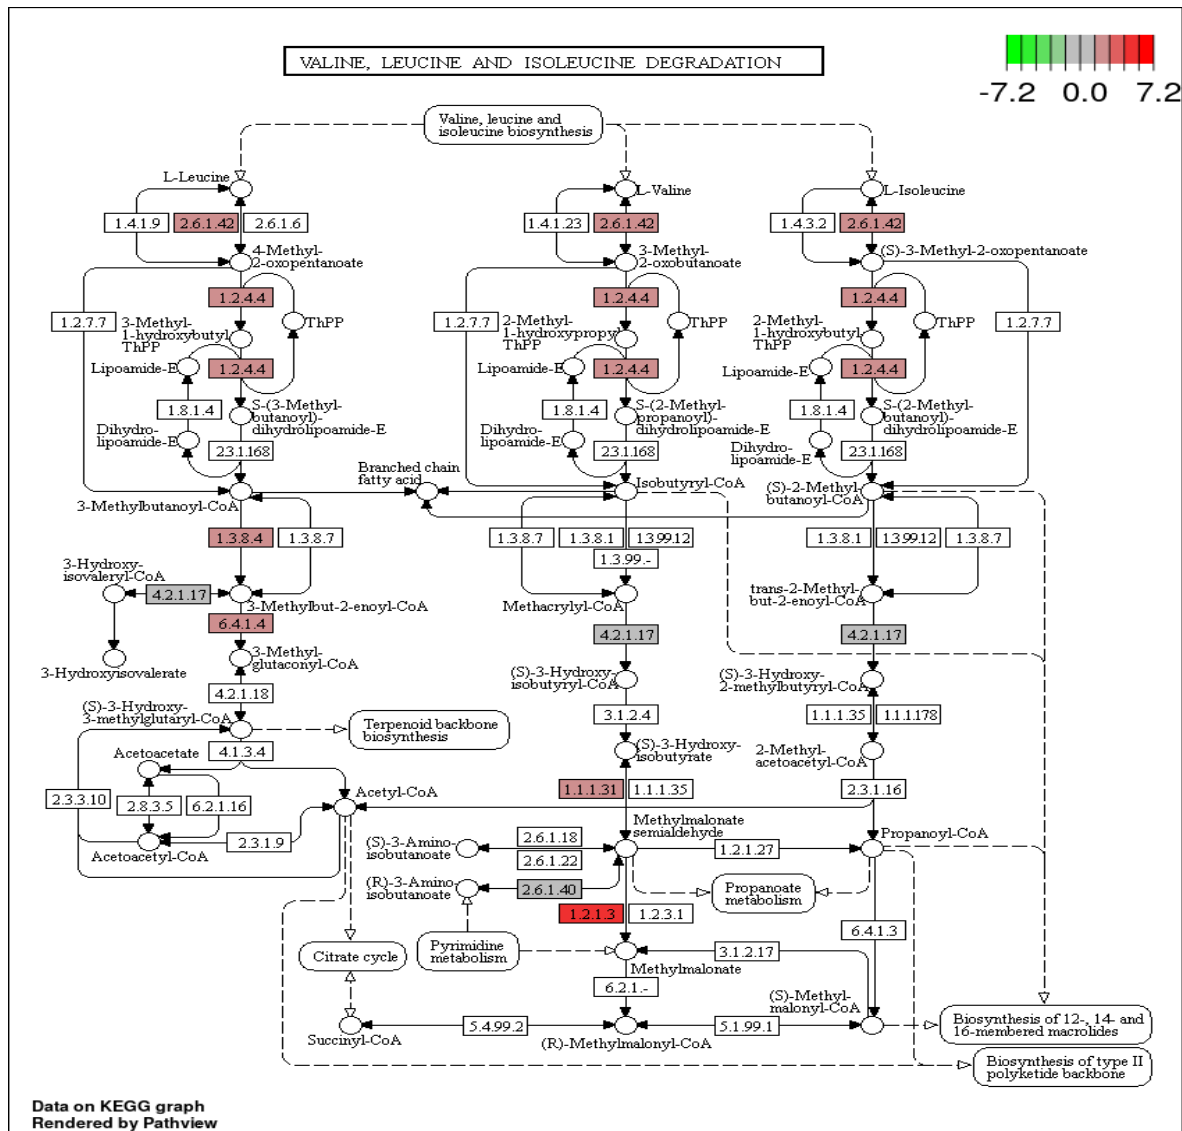 VALINE, LEUCINE AND ISOLEUCINE DEGRADATION
-7.2 0.0 7.2
Valine, leucine and
isoleucine biosynthesis
L-Leucine
L-Valine
L-Isoleucine
1.4.1.9 2.6.1.42 2.6.1.6
1.4.1.23 2.6.1.42
1.4.3.2 2.6.1.42
4-Methyl-
2-oxopentanoate
3-Methyl-
2-oxobutanoate
(S)-3-Methyl-2-oxopentanoate
1.2.4.4
1.2.4.4
1.2.4.4
1.2.7.7
3-Methyl-
1-hydroxybutyl
ThPP
ThPP
1.2.7.7
2-Methyl-
1-hydroxypropyl
ThPP
ThPP
2-Methyl-
1-hydroxybutyl
ThPP
ThPP
1.2.7.7
Lipoamide-E
1.2.4.4
Lipoamide-E
1.2.4.4
Lipoamide-E
1.2.4.4
1.8.1.4
S-(3-Methyl-
butanoyl)-
dihydrolipoamide-E
1.8.1.4
S-(2-Methyl-
propanoyl)-
dihydrolipoamide-E
1.8.1.4
S-(2-Methyl-
butanoyl)-
dihydrolipoamide-E
Dihydro-
lipoamide-E
2.3.1.168
Dihydro-
lipoamide-E
2.3.1.168
Dihydro-
lipoamide-E
2.3.1.168
Branched chain
fatty acid
3-Methylbutanoyl-CoA
Isobutyryl-CoA
(S)-2-Methyl-
butanoyl-CoA
1.3.8.4 1.3.8.7
1.3.8.7 1.3.8.1 1.3.99.12
1.3.99.-
1.3.8.1 1.3.99.12 1.3.8.7
3-Hydroxy-
isovaleryl-CoA
4.2.1.17
3-Methylbut-2-enoyl-CoA
Methacrylyl-CoA
trans-2-Methyl-
but-2-enoyl-CoA
6.4.1.4
4.2.1.17
4.2.1.17
3-Hydroxyisovalerate
3-Methyl-
glutaconyl-CoA
(S)-3-Hydroxy-
isobutyryl-CoA
(S)-3-Hydroxy-
2-methylbutyryl-CoA
4.2.1.18
(S)-3-Hydroxy-
3-methylglutaryl-CoA
Terpenoid backbone
biosynthesis
3.1.2.4
1.1.1.35 1.1.1.178
4.1.3.4
Acetoacetate
(S)-3-Hydroxy-
isobutyrate
2-Methyl-
acetoacetyl-CoA
2.3.3.10 2.8.3.5 6.2.1.16
Acetyl-CoA
1.1.1.31 1.1.1.35
2.3.1.16
2.3.1.9
Acetoacetyl-CoA
Methylmalonate
semialdehyde
Propanoyl-CoA
(S)-3-Amino-
isobutanoate
2.6.1.18
2.6.1.22
1.2.1.27
(R)-3-Amino-
isobutanoate
2.6.1.40
Propanoate
metabolism
1.2.1.3 1.2.3.1
6.4.1.3
Citrate cycle
Pyrimidine
metabolism
3.1.2.17
Methylmalonate
6.2.1.-
(S)-Methyl-
malonyl-CoA
Succinyl-CoA
5.4.99.2
(R)-Methylmalonyl-CoA
5.1.99.1
Biosynthesis of 12-, 14- and
16-membered macrolides
Biosynthesis of type II
polyketide backbone
Data on KEGG graph
Rendered by Pathview